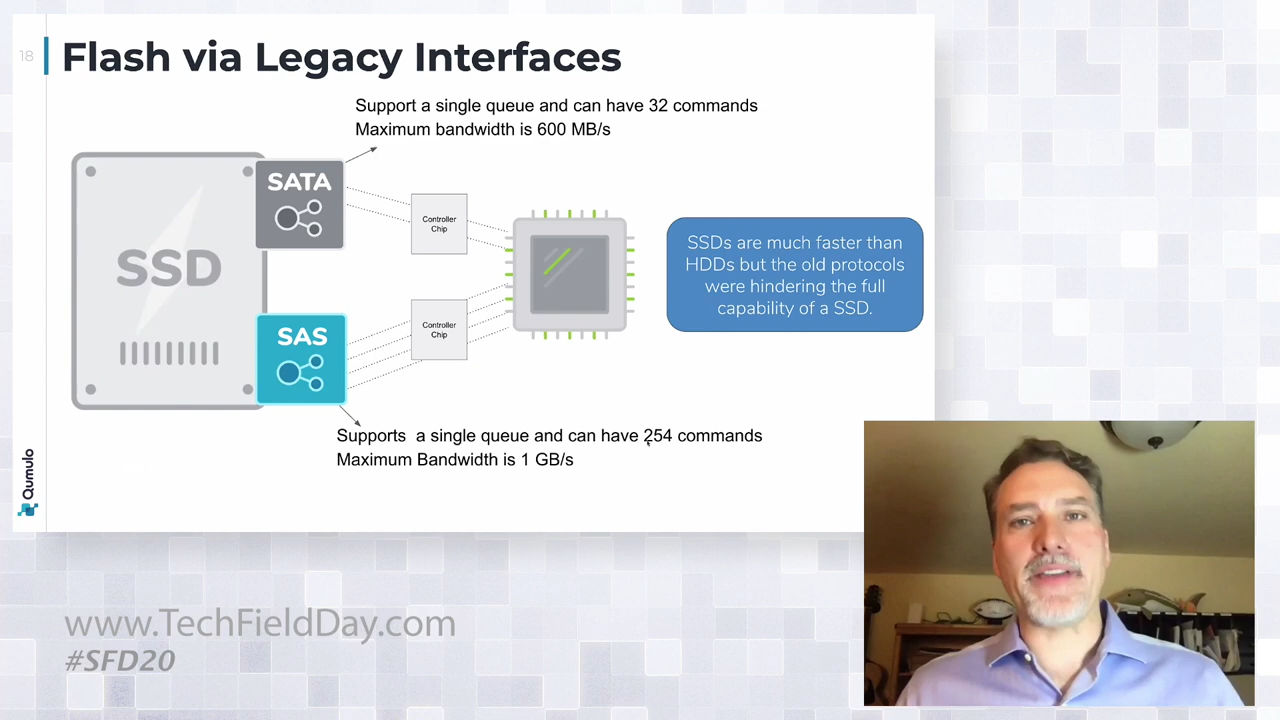 18
Flash via Legacy Interfaces
Support a single queue and can have 32 commands
Maximum bandwidth is 600 MB/s
SSD
SATA
Controller
Chip
SAS
Controller
Chip
SSDs are much faster than
HDDs but the old protocols
were hindering the full
capability of a SSD.
Supports a single queue and can have 254 commands
Maximum Bandwidth is 1 GB/s
Qumulo
www.TechFieldDay.com
#SFD20